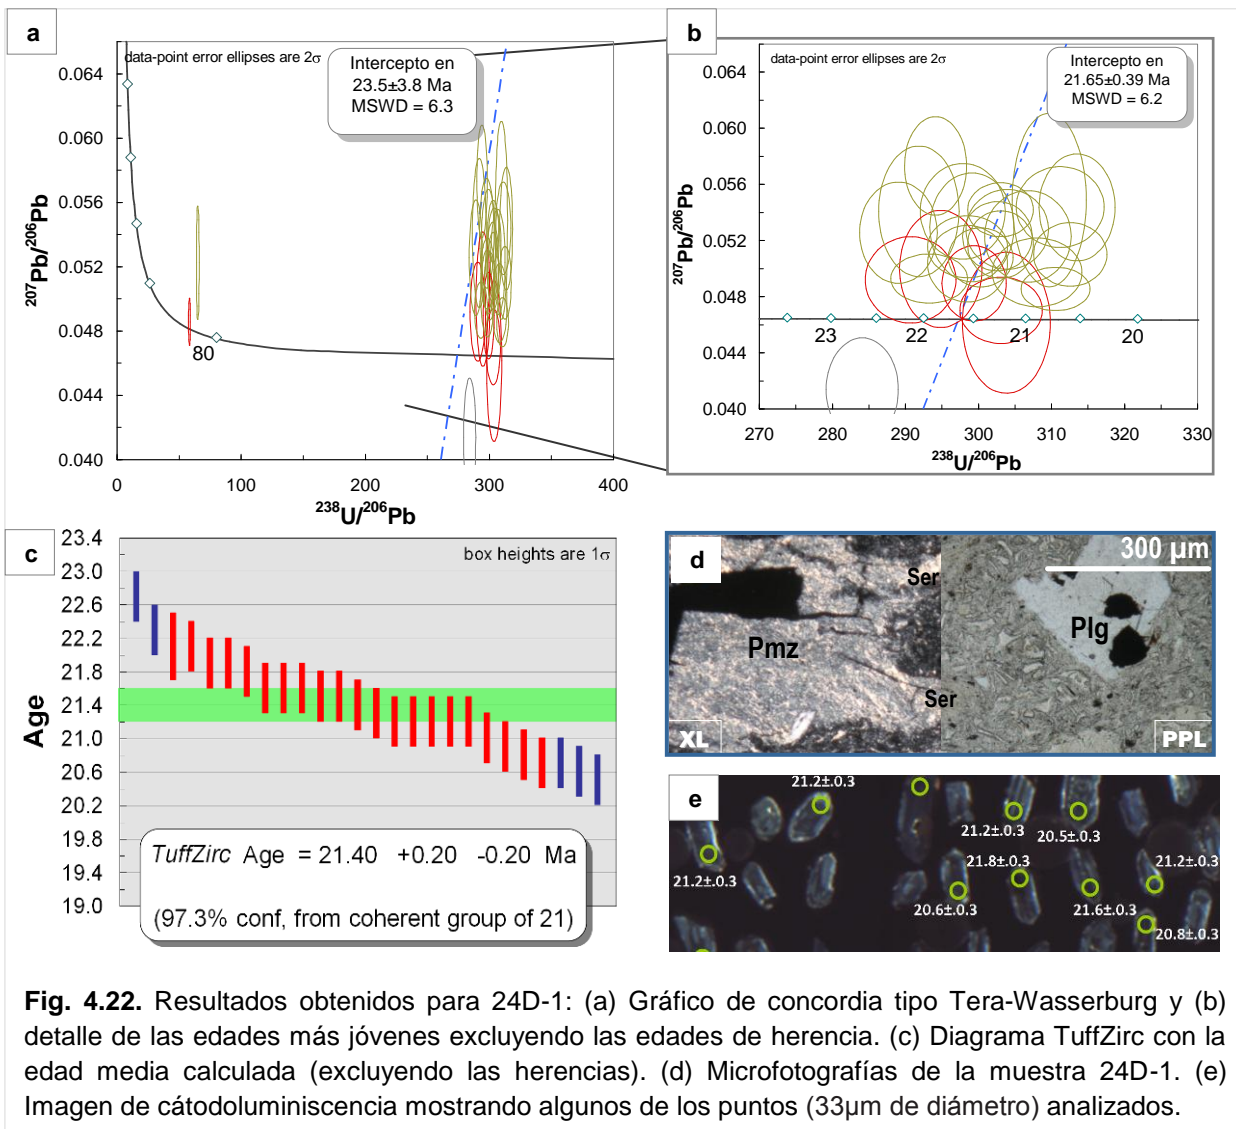 a
data-point error ellipses are 2σ
Intercepto en
23.5±3.8 Ma
MSWD = 6.3
0.064
0.060
0.056
0.052
0.048
0.044
0.040
207Pb/206Pb
80
0 100 200 300 400
238U/206Pb
b
data-point error ellipses are 2σ
Intercepto en
21.65±0.39 Ma
MSWD = 6.2
0.064
0.060
0.056
0.052
0.048
0.044
0.040
207Pb/206Pb
23 22 21 20
270 280 290 300 310 320 330
238U/206Pb
c
box heights are 1σ
23.4
23.0
22.6
22.2
21.8
21.4
21.0
20.6
20.2
19.8
19.4
19.0
Age
TuffZirc Age = 21.40 +0.20 -0.20 Ma
(97.3% conf, from coherent group of 21)
d
300 µm
Ser
Pmz
Plg
Ser
XL
PPL
e
21.2±.0.3
21.2±.0.3
20.5±.0.3
21.2±.0.3
21.8±.0.3
21.2±.0.3
20.6±.0.3
21.6±.0.3
20.8±.0.3
Fig. 4.22. Resultados obtenidos para 24D-1: (a) Gráfico de concordia tipo Tera-Wasserburg y (b)
detalle de las edades más jóvenes excluyendo las edades de herencia. (c) Diagrama TuffZirc con la
edad media calculada (excluyendo las herencias). (d) Microfotografías de la muestra 24D-1. (e)
Imagen de cátodoluminiscencia mostrando algunos de los puntos (33µm de diámetro) analizados.